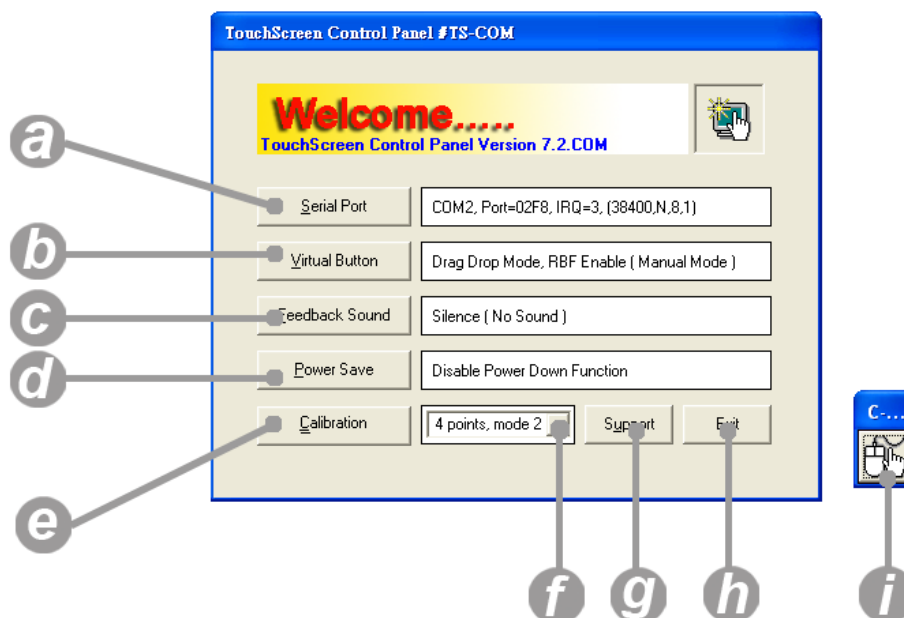 TouchScreen Control Panel #TS-COM
Welcome.....
TouchScreen Control Panel Version 7.2.COM
a
Serial Port
COM2, Port=02F8, IRQ=3, (38400,N,8,1)
b
Virtual Button
Drag Drop Mode, RBF Enable ( Manual Mode )
c
Feedback Sound
Silence ( No Sound )
d
Power Save
Disable Power Down Function
e
Calibration
4 points, mode 2
Support
Exit
C-...
f
g
h
i